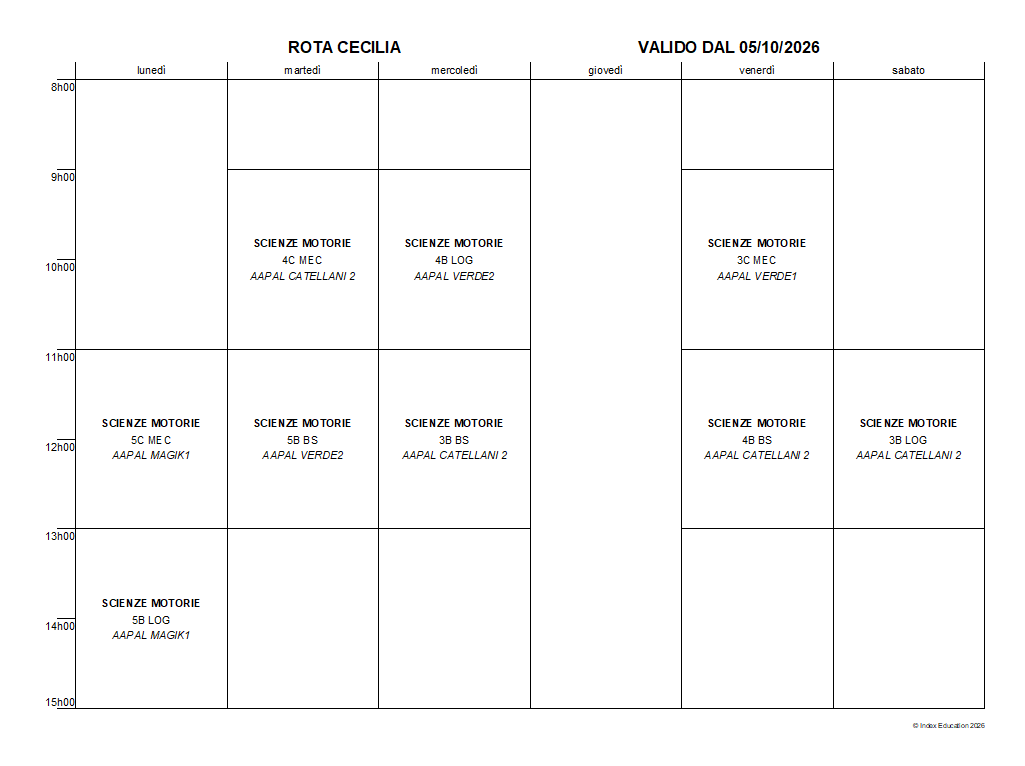 ROTA CECILIA
VALIDO DAL 05/10/2026
lunedì martedì mercoledì giovedì venerdì sabato
8h00
9h00
SCIENZE MOTORIE
4C MEC
AAPAL CATELLANI 2
SCIENZE MOTORIE
4B LOG
AAPAL VERDE2
SCIENZE MOTORIE
3C MEC
AAPAL VERDE1
10h00
11h00
SCIENZE MOTORIE
5C MEC
AAPAL MAGIK1
SCIENZE MOTORIE
5B BS
AAPAL VERDE2
SCIENZE MOTORIE
3B BS
AAPAL CATELLANI 2
SCIENZE MOTORIE
4B BS
AAPAL CATELLANI 2
SCIENZE MOTORIE
3B LOG
AAPAL CATELLANI 2
12h00
13h00
SCIENZE MOTORIE
5B LOG
AAPAL MAGIK1
14h00
15h00
© Index Education 2026